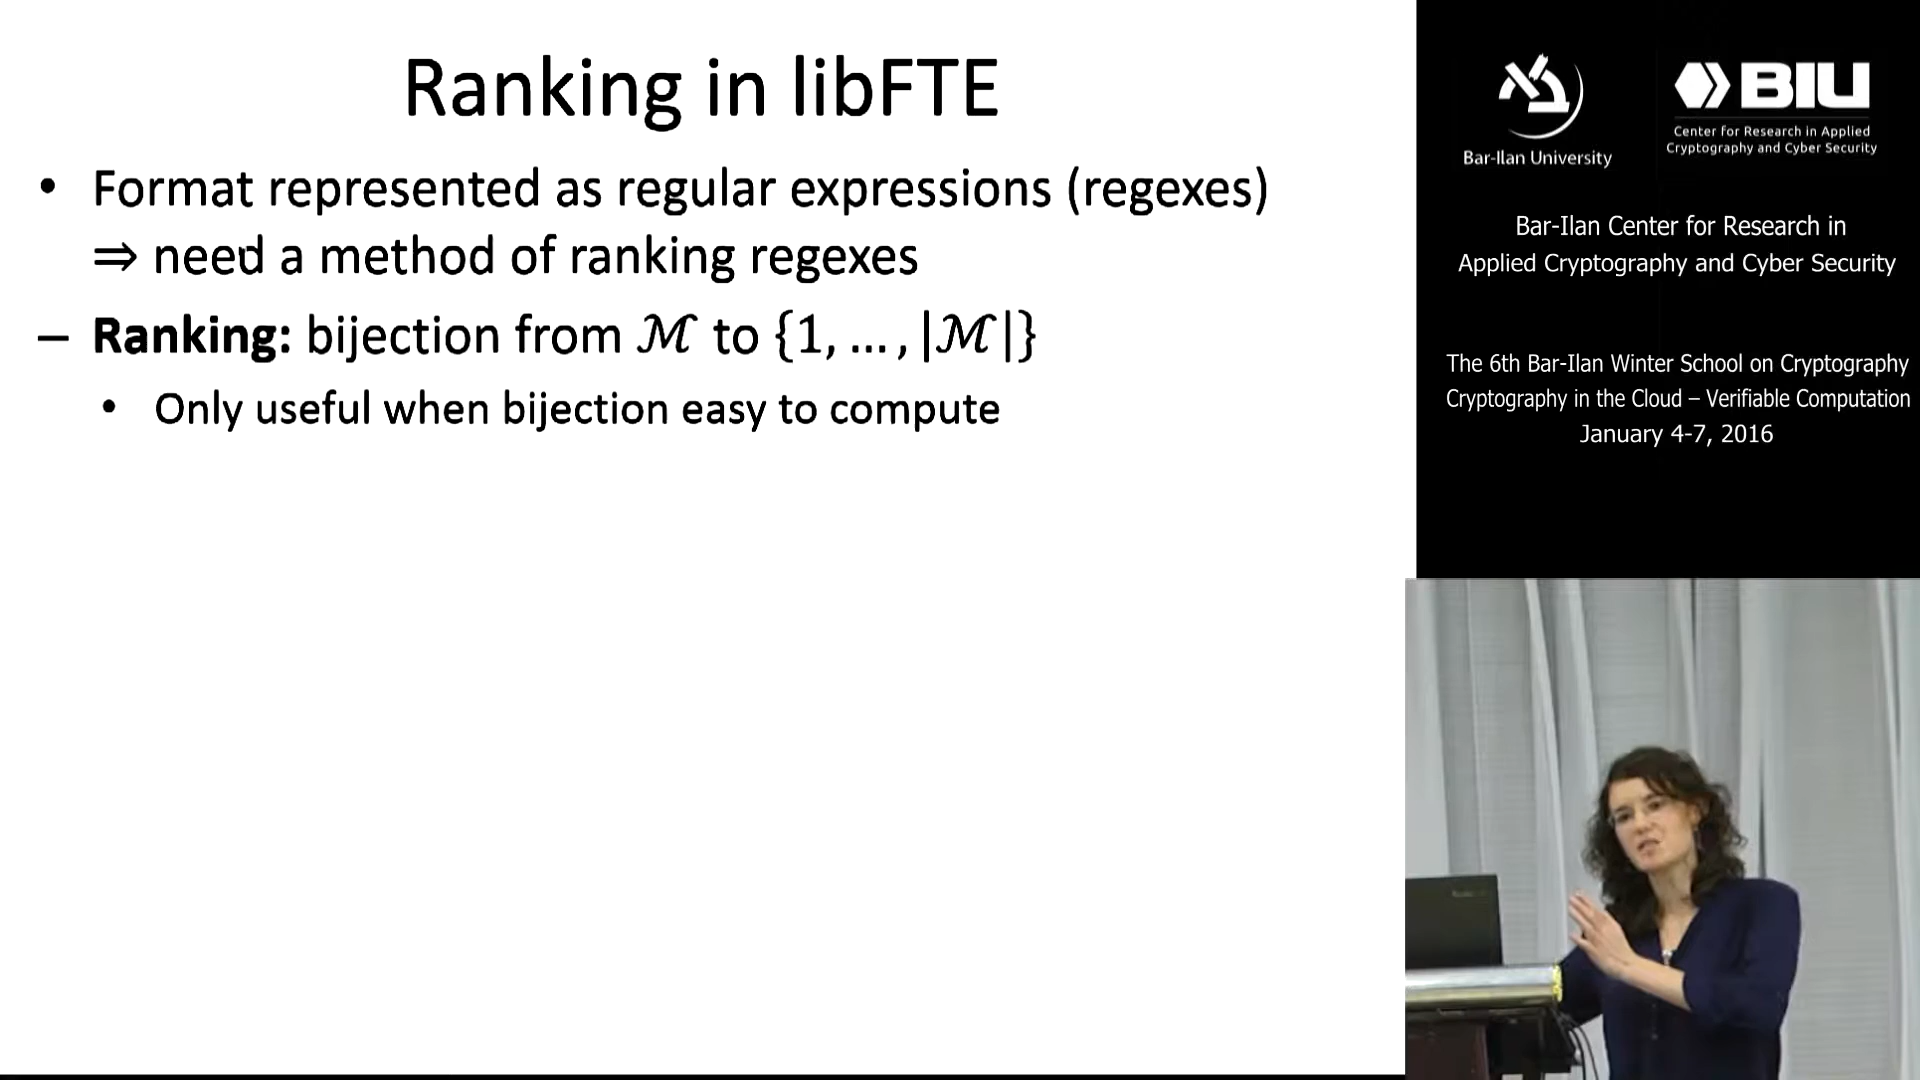 Ranking in libFTE
• Format represented as regular expressions (regexes)
⇒ need a method of ranking regexes
– Ranking: bijection from ℳ to {1, … , |ℳ|}
• Only useful when bijection easy to compute
Bar-Ilan University
BIU
Center for Research in Applied
Cryptography and Cyber Security
Bar-Ilan Center for Research in
Applied Cryptography and Cyber Security
The 6th Bar-Ilan Winter School on Cryptography
Cryptography in the Cloud – Verifiable Computation
January 4-7, 2016